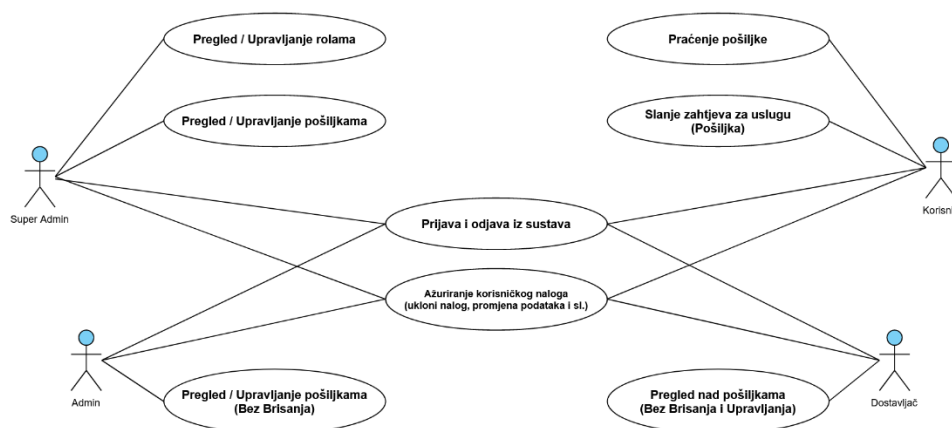 Pregled / Upravljanje rolama
Praćenje pošiljke
Pregled / Upravljanje pošiljkama
Slanje zahtjeva za uslugu
(Pošiljka)
Super Admin
Korisni
Prijava i odjava iz sustava
Ažuriranje korisničkog naloga
(ukloni nalog, promjena podataka i sl.)
Admin
Pregled / Upravljanje pošiljkama
(Bez Brisanja)
Pregled nad pošiljkama
(Bez Brisanja i Upravljanja)
Dostavljač